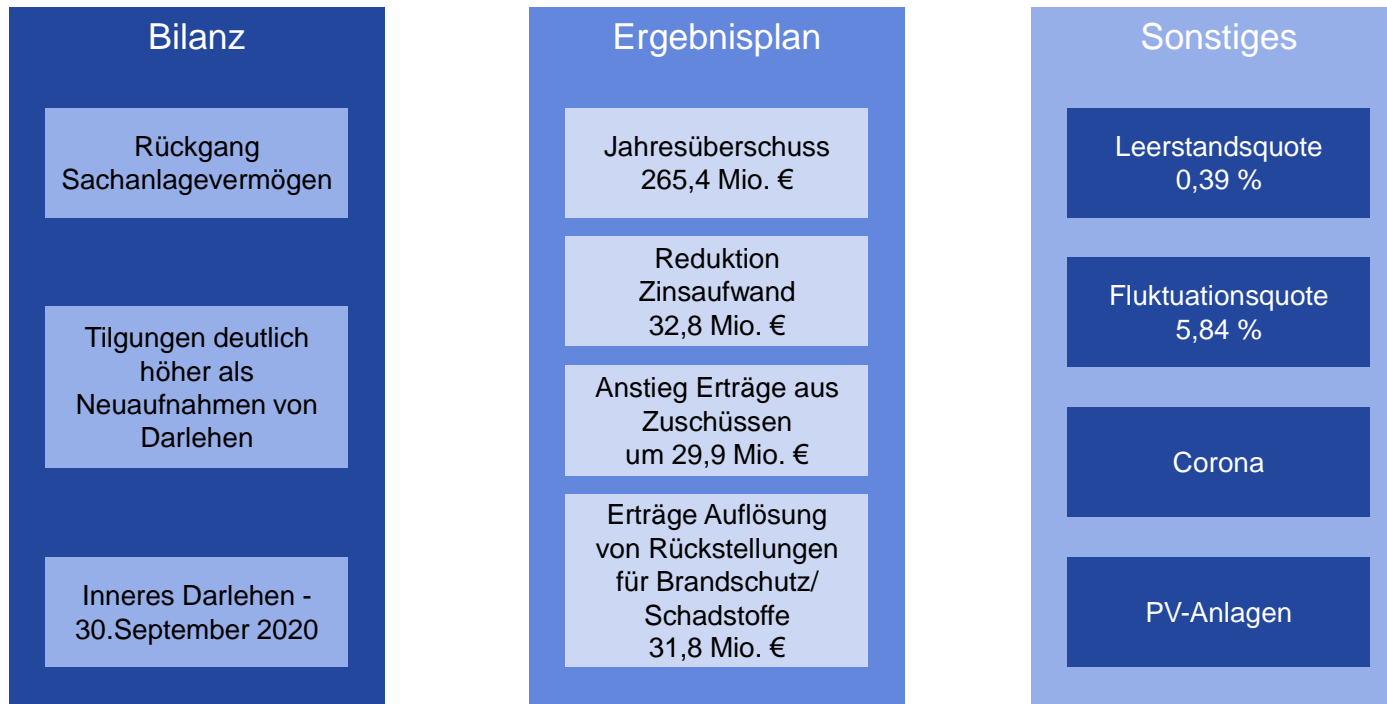 Bilanz
Rückgang
Sachanlagevermögen
Tilgungen deutlich
höher als
Neuaufnahmen von
Darlehen
Inneres Darlehen -
30.September 2020
Ergebnisplan
Jahresüberschuss
265,4 Mio. €
Reduktion
Zinsaufwand
32,8 Mio. €
Anstieg Erträge aus
Zuschüssen
um 29,9 Mio. €
Erträge Auflösung
von Rückstellungen
für Brandschutz/
Schadstoffe
31,8 Mio. €
Sonstiges
Leerstandsquote
0,39 %
Fluktuationsquote
5,84 %
Corona
PV-Anlagen